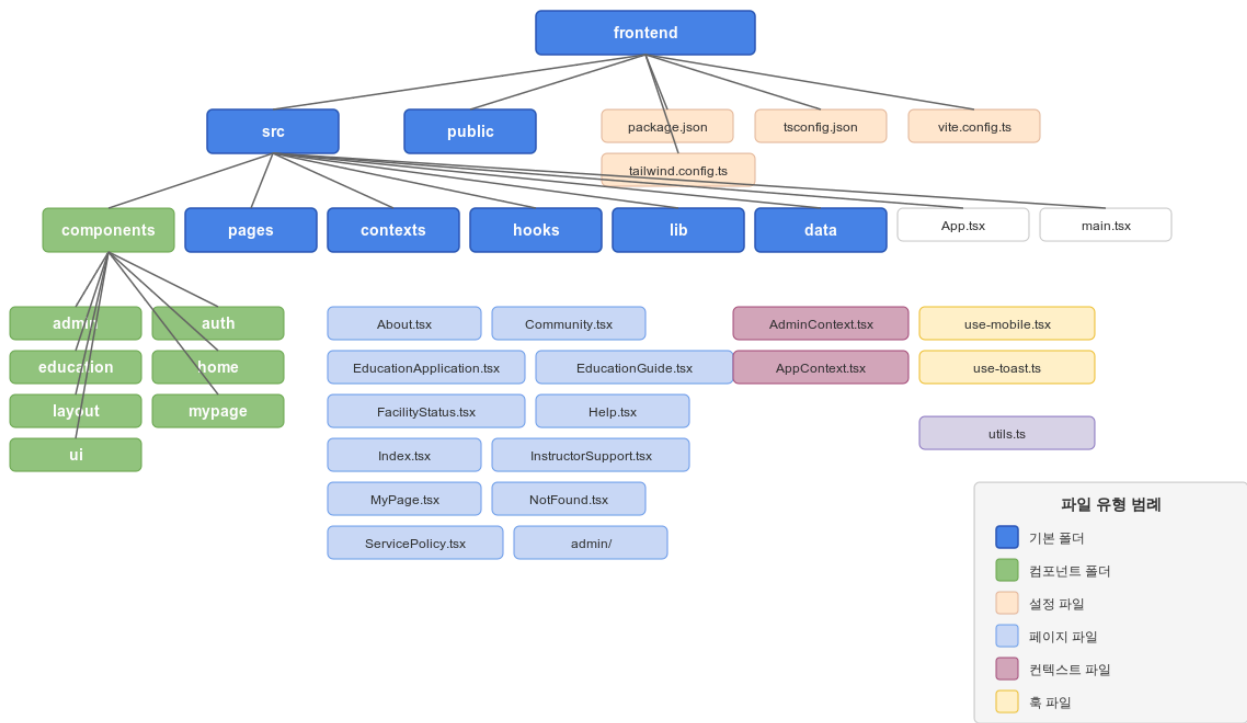 frontend
src
public
package.json
tsconfig.json
vite.config.ts
tailwind.config.ts
components
pages
contexts
hooks
lib
data
App.tsx
main.tsx
admin
auth
education
home
layout
mypage
ui
About.tsx
Community.tsx
EducationApplication.tsx
EducationGuide.tsx
FacilityStatus.tsx
Help.tsx
Index.tsx
InstructorSupport.tsx
MyPage.tsx
NotFound.tsx
ServicePolicy.tsx
admin/
AdminContext.tsx
AppContext.tsx
use-mobile.tsx
use-toast.ts
utils.ts
파일 유형 범례
기본 폴더
컴포넌트 폴더
설정 파일
페이지 파일
컨텍스트 파일
훅 파일